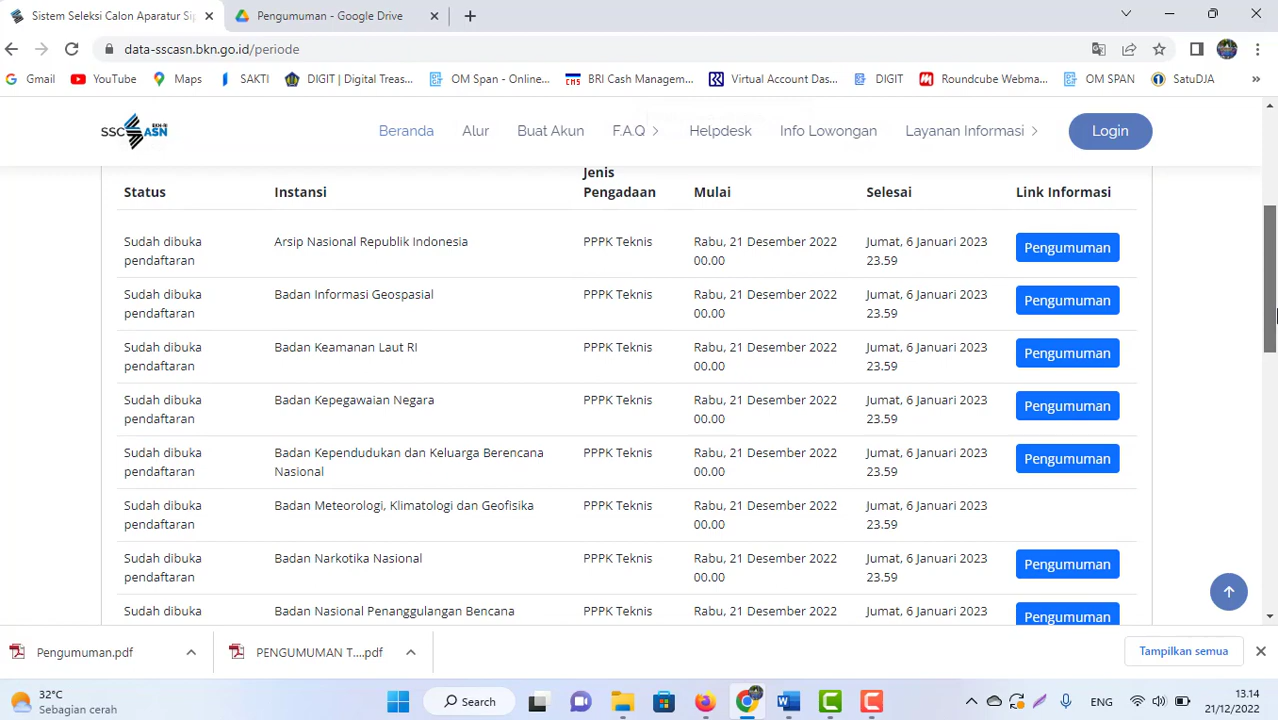 Sistem Seleksi Calon Aparatur Sip
Pengumuman - Google Drive
data-sscasn.bkn.go.id/periode
Gmail
YouTube
Maps
SAKTI
DIGIT | Digital Treas...
OM Span - Online...
BRI Cash Managem...
Virtual Account Das...
DIGIT
Roundcube Webma...
OM SPAN
SatuDJA
»
SSCASN
Beranda
Alur
Buat Akun
F.A.Q
Helpdesk
Info Lowongan
Layanan Informasi
Login
Status
Instansi
Jenis
Pengadaan
Mulai
Selesai
Link Informasi
Sudah dibuka
pendaftaran
Arsip Nasional Republik Indonesia
PPPK Teknis
Rabu, 21 Desember 2022
00.00
Jumat, 6 Januari 2023
23.59
Pengumuman
Sudah dibuka
pendaftaran
Badan Informasi Geospasial
PPPK Teknis
Rabu, 21 Desember 2022
00.00
Jumat, 6 Januari 2023
23.59
Pengumuman
Sudah dibuka
pendaftaran
Badan Keamanan Laut RI
PPPK Teknis
Rabu, 21 Desember 2022
00.00
Jumat, 6 Januari 2023
23.59
Pengumuman
Sudah dibuka
pendaftaran
Badan Kepegawaian Negara
PPPK Teknis
Rabu, 21 Desember 2022
00.00
Jumat, 6 Januari 2023
23.59
Pengumuman
Sudah dibuka
pendaftaran
Badan Kependudukan dan Keluarga Berencana
Nasional
PPPK Teknis
Rabu, 21 Desember 2022
00.00
Jumat, 6 Januari 2023
23.59
Pengumuman
Sudah dibuka
pendaftaran
Badan Meteorologi, Klimatologi dan Geofisika
PPPK Teknis
Rabu, 21 Desember 2022
00.00
Jumat, 6 Januari 2023
23.59
Sudah dibuka
pendaftaran
Badan Narkotika Nasional
PPPK Teknis
Rabu, 21 Desember 2022
00.00
Jumat, 6 Januari 2023
23.59
Pengumuman
Sudah dibuka
Badan Nasional Penanggulangan Bencana
PPPK Teknis
Rabu, 21 Desember 2022
Jumat, 6 Januari 2023
Pengumuman
Pengumuman.pdf
PENGUMUMAN T....pdf
Tampilkan semua
32°C
Sebagian cerah
Search
ENG
13.14
21/12/2022